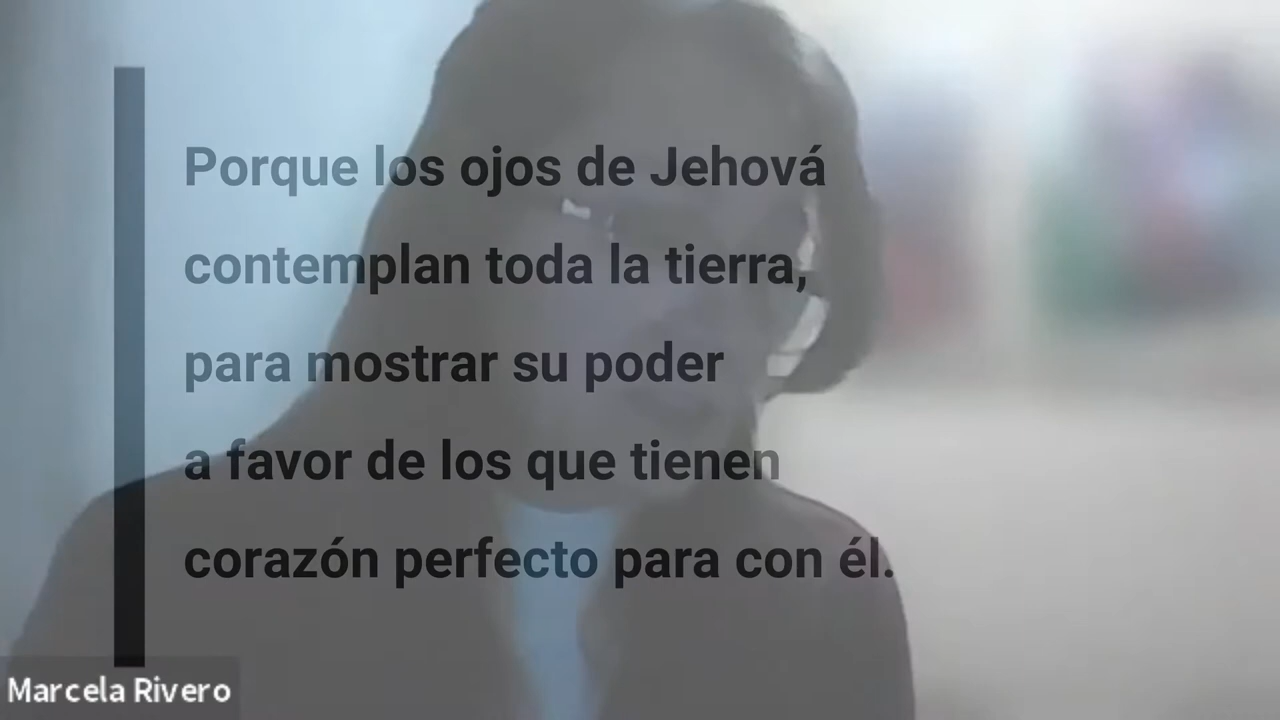 Porque los ojos de Jehová
contemplan toda la tierra,
para mostrar su poder
a favor de los que tienen
corazón perfecto para con él.
Marcela Rivero